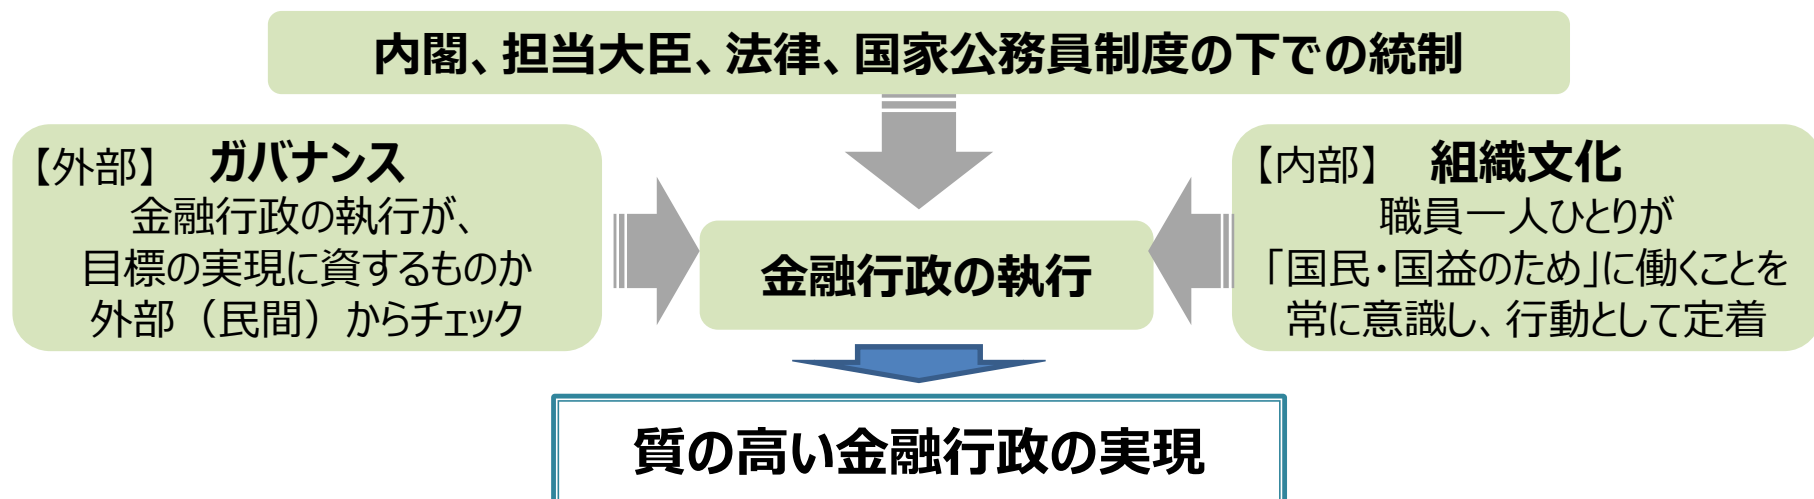 内閣、担当大臣、法律、国家公務員制度の下での統制
【外部】 ガバナンス
金融行政の執行が、
目標の実現に資するものか
外部（民間）からチェック
金融行政の執行
【内部】 組織文化
職員一人ひとりが
「国民・国益のため」に働くことを
常に意識し、行動として定着
質の高い金融行政の実現